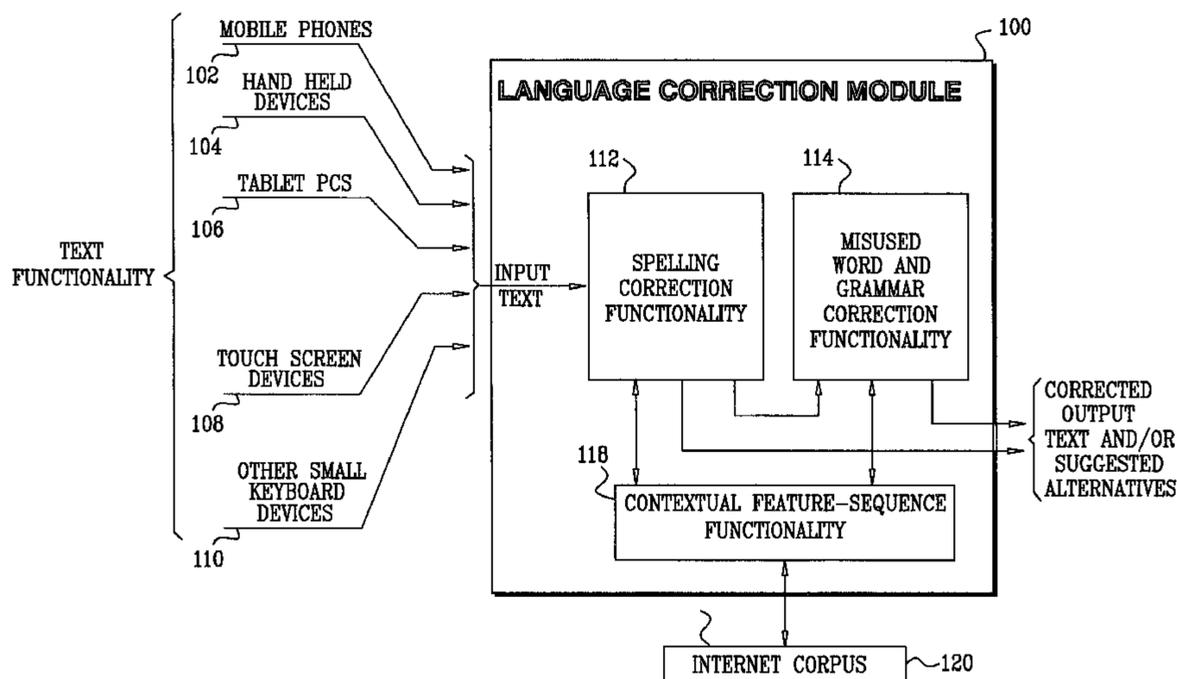 MOBILE PHONES
102
HAND HELD
DEVICES
104
TABLET PCS
106
TEXT
FUNCTIONALITY
TOUCH SCREEN
DEVICES
108
OTHER SMALL
KEYBOARD
DEVICES
110
INPUT
TEXT
100
LANGUAGE CORRECTION MODULE
112
SPELLING
CORRECTION
FUNCTIONALITY
114
MISUSED
WORD AND
GRAMMAR
CORRECTION
FUNCTIONALITY
118
CONTEXTUAL FEATURE-SEQUENCE
FUNCTIONALITY
CORRECTED
OUTPUT
TEXT AND/OR
SUGGESTED
ALTERNATIVES
INTERNET CORPUS
120